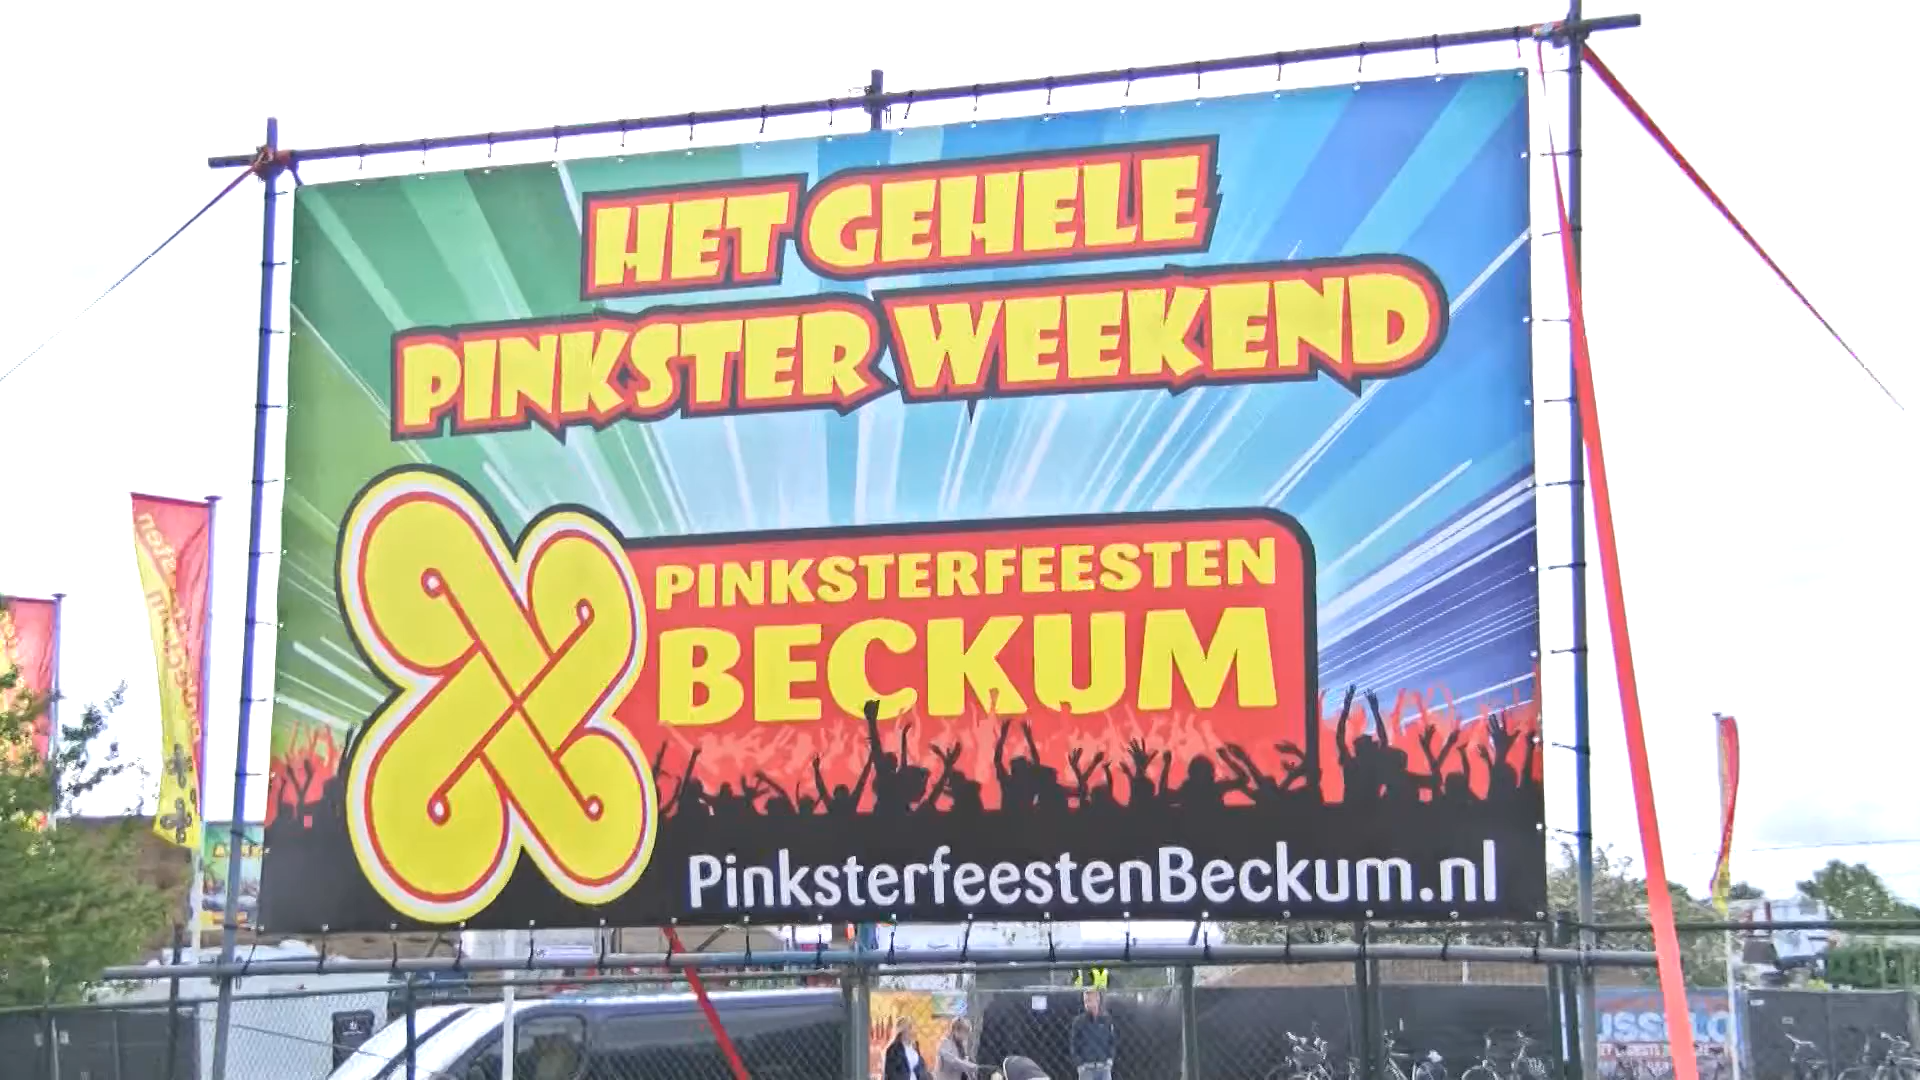 HET GEHELE
PINKSTER WEEKEND
PINKSTERFEESTEN
BECKUM
PinksterfeestenBeckum.nl